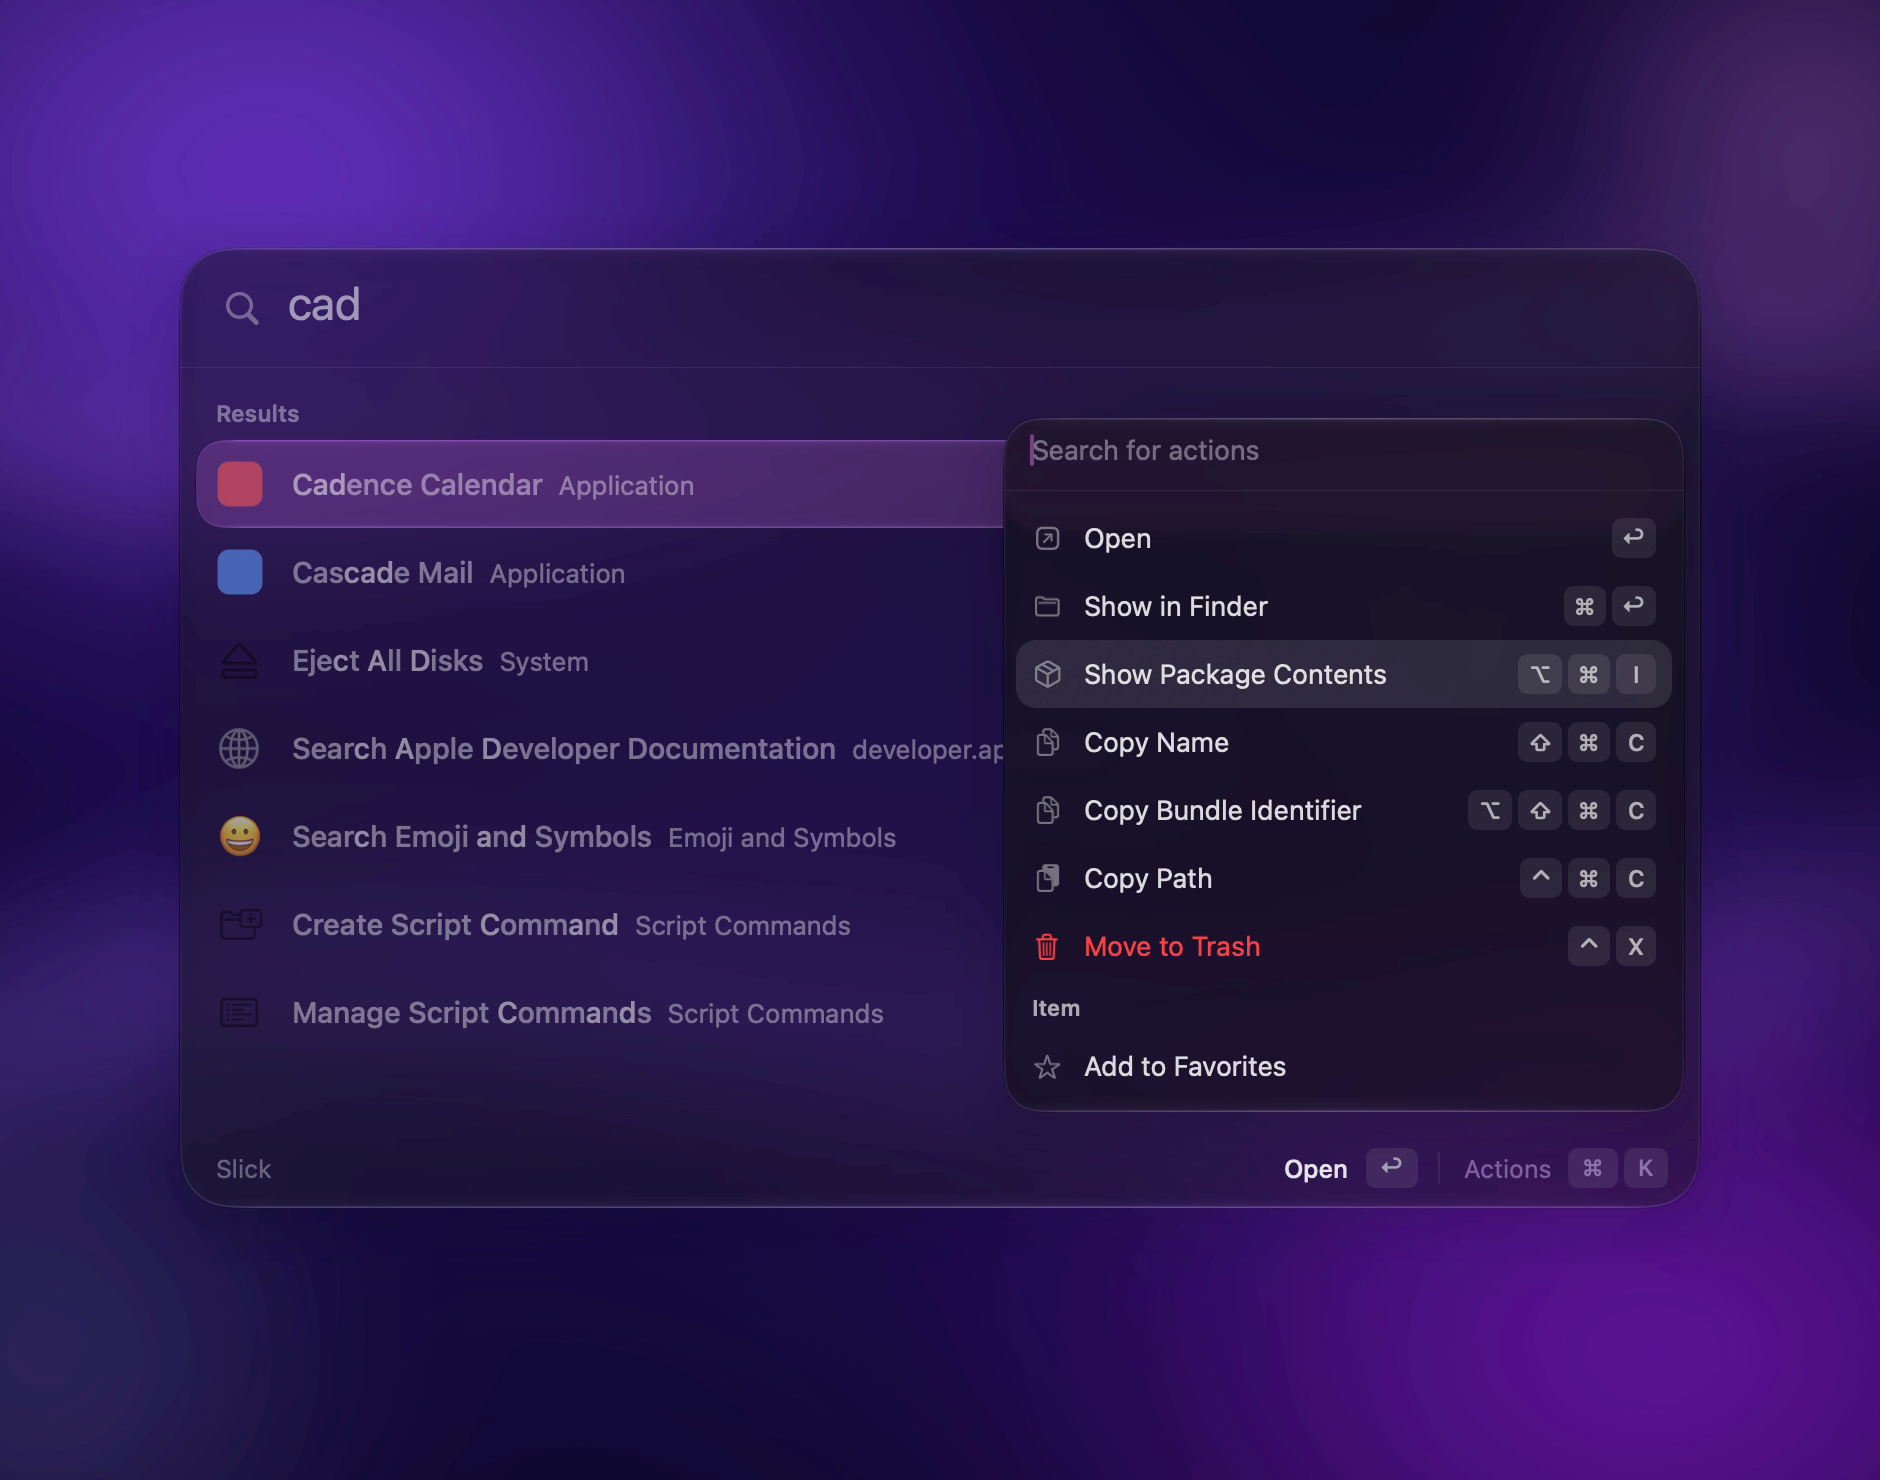 cad
Results
Cadence Calendar Application
Cascade Mail Application
Eject All Disks System
Search Apple Developer Documentation
Search Emoji and Symbols Emoji and Symbols
Create Script Command Script Commands
Manage Script Commands Script Commands
Search for actions
Open ↩
Show in Finder ⌘ ↩
Show Package Contents ⌥ ⌘ I
Copy Name ⇧ ⌘ C
Copy Bundle Identifier ⌥ ⇧ ⌘ C
Copy Path ^ ⌘ C
Move to Trash ^ X
Item
Add to Favorites
Slick
Open ↩ Actions ⌘ K